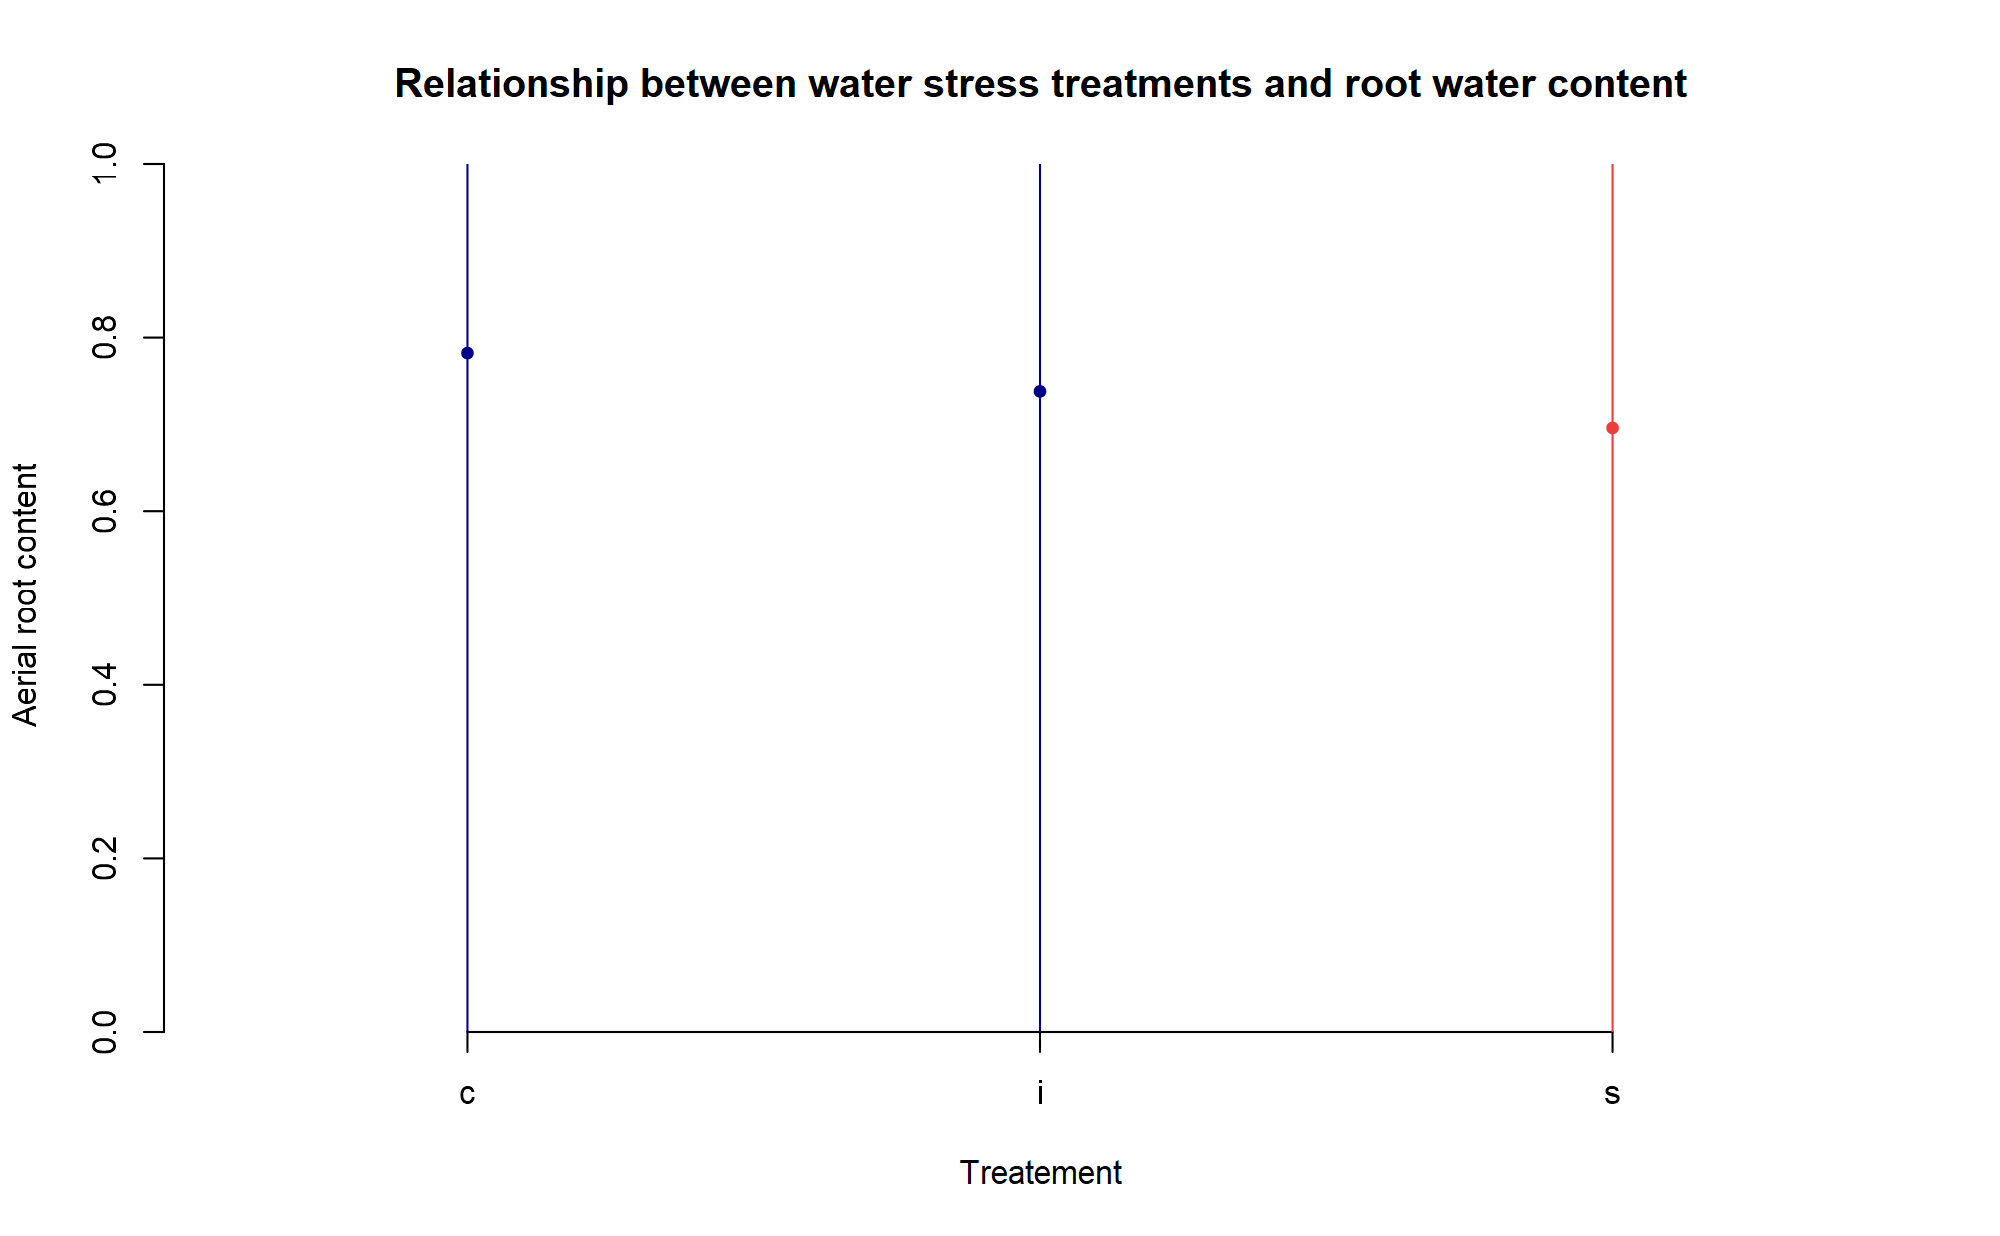 Relationship between water stress treatments and root water content
1.0
0.8
0.6
0.4
0.2
0.0
Aerial root content
c
i
s
Treatement